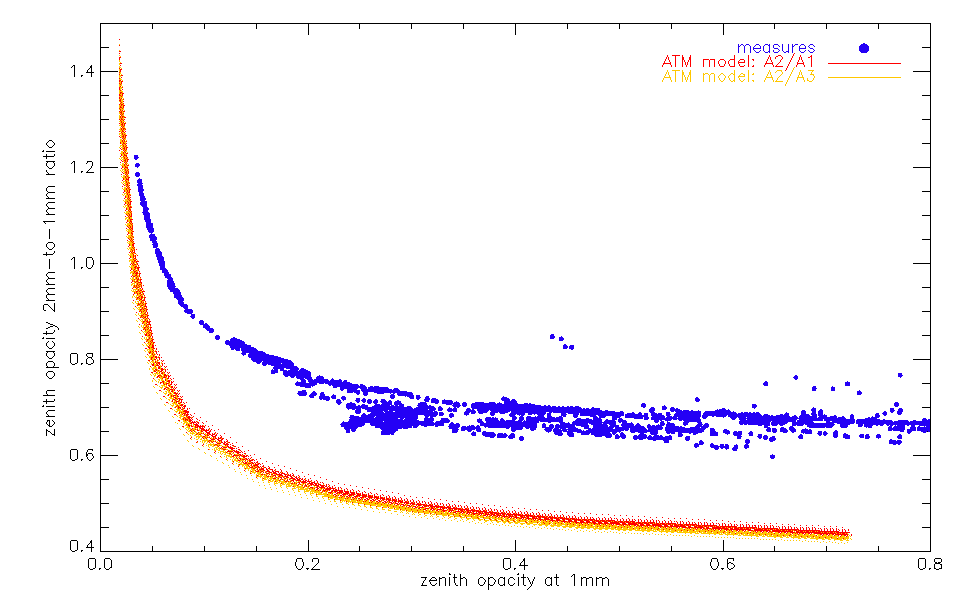 measures
ATM model: A2/A1
ATM model: A2/A3
zenith opacity 2mm-to-1mm ratio
1.4
1.2
1.0
0.8
0.6
0.4
0.0 0.2 0.4 0.6 0.8
zenith opacity at 1mm